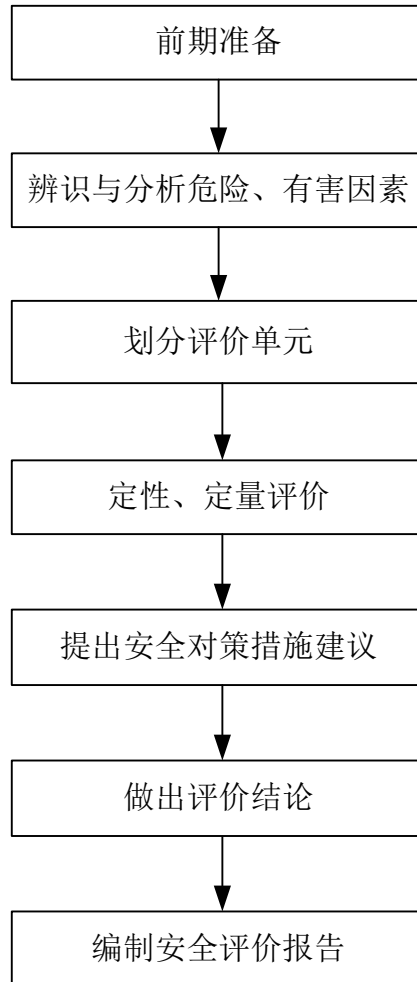 前期准备
辨识与分析危险、有害因素
划分评价单元
定性、定量评价
提出安全对策措施建议
做出评价结论
编制安全评价报告